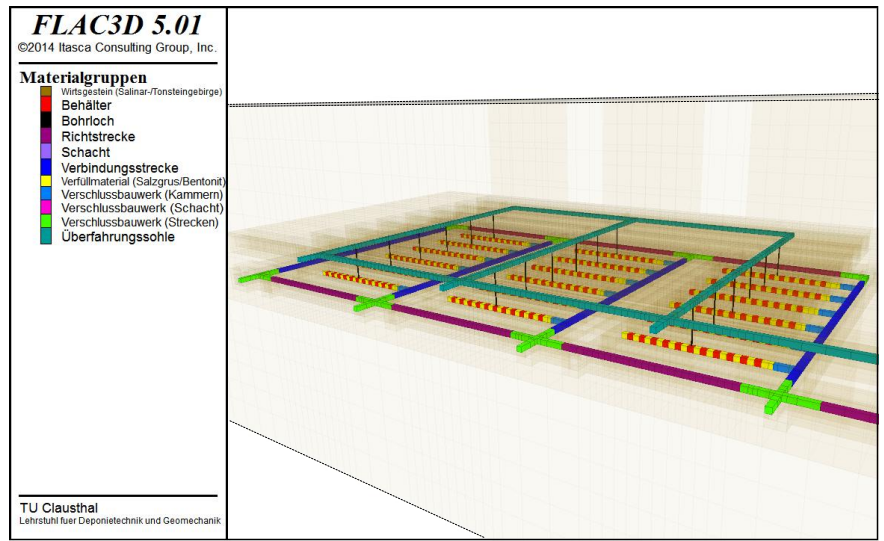 FLAC3D 5.01
©2014 Itasca Consulting Group, Inc.
Materialgruppen
Wirtsgestein (Salinar-/Tonsteingebirge)
Behälter
Bohrloch
Richtstrecke
Schacht
Verbindungsstrecke
Verfüllmaterial (Salzgrus/Bentonit)
Verschlussbauwerk (Kammern)
Verschlussbauwerk (Schacht)
Verschlussbauwerk (Strecken)
Überfahrungssohle
TU Clausthal
Lehrstuhl fuer Deponietechnik und Geomechanik